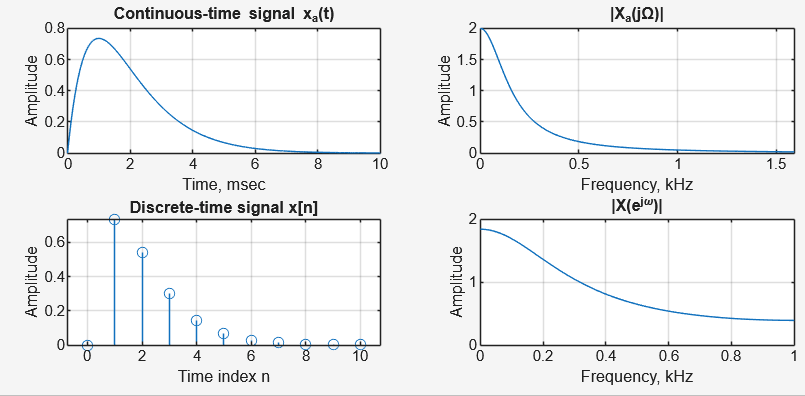 Continuous-time signal xₐ(t)
0.8
0.6
0.4
0.2
0
Amplitude
0 2 4 6 8 10
Time, msec
|Xₐ(jΩ)|
2
1.5
1
0.5
0
Amplitude
0 0.5 1 1.5
Frequency, kHz
Discrete-time signal x[n]
0.6
0.4
0.2
0
Amplitude
0 2 4 6 8 10
Time index n
|X(e^{jω})|
2
1
0
Amplitude
0 0.2 0.4 0.6 0.8 1
Frequency, kHz